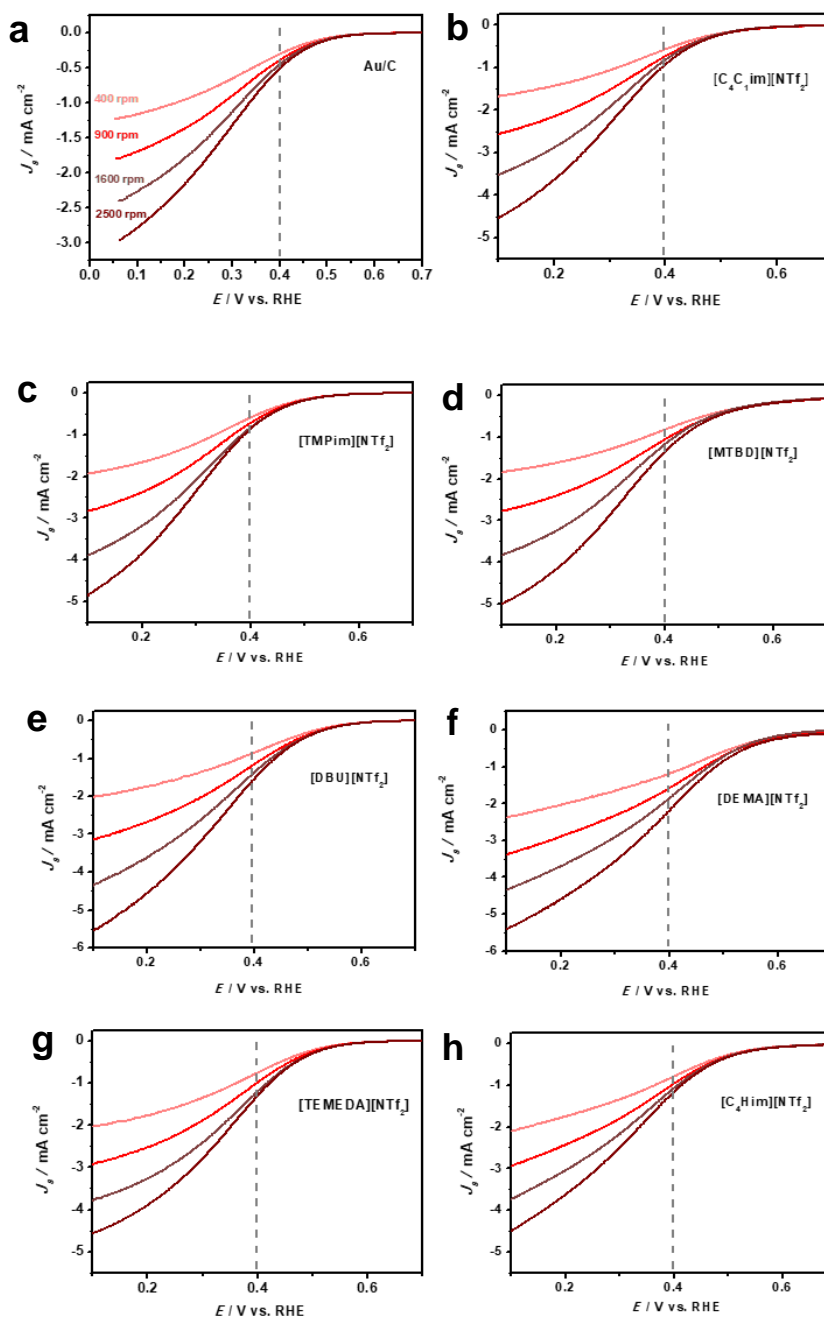 a
0.0
-0.5
-1.0
-1.5
-2.0
-2.5
-3.0
J_s / mA cm⁻²
Au/C
400 rpm
900 rpm
1600 rpm
2500 rpm
0.0 0.1 0.2 0.3 0.4 0.5 0.6 0.7
E / V vs. RHE
b
0
-1
-2
-3
-4
-5
J_s / mA cm⁻²
[C₄C₁im][NTf₂]
0.2 0.4 0.6
E / V vs. RHE
c
0
-1
-2
-3
-4
-5
J_s / mA cm⁻²
[TMPim][NTf₂]
0.2 0.4 0.6
E / V vs. RHE
d
0
-1
-2
-3
-4
-5
J_s / mA cm⁻²
[MTBD][NTf₂]
0.2 0.4 0.6
E / V vs. RHE
e
0
-1
-2
-3
-4
-5
-6
J_s / mA cm⁻²
[DBU][NTf₂]
0.2 0.4 0.6
E / V vs. RHE
f
0
-1
-2
-3
-4
-5
-6
J_s / mA cm⁻²
[DEMA][NTf₂]
0.2 0.4 0.6
E / V vs. RHE
g
0
-1
-2
-3
-4
-5
J_s / mA cm⁻²
[TEMEDA][NTf₂]
0.2 0.4 0.6
E / V vs. RHE
h
0
-1
-2
-3
-4
-5
J_s / mA cm⁻²
[C₄Him][NTf₂]
0.2 0.4 0.6
E / V vs. RHE